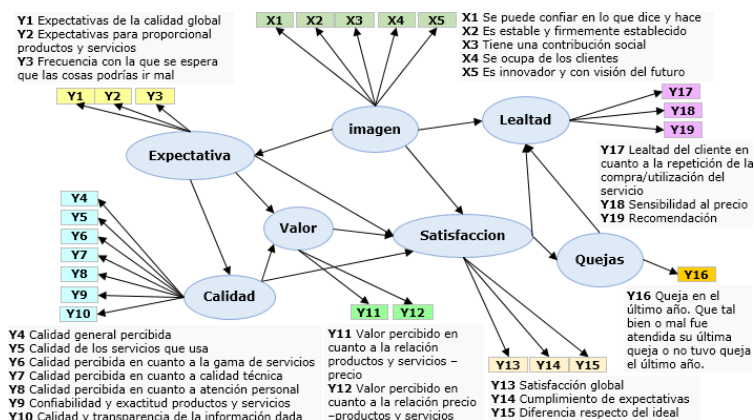 Y1 Expectativas de la calidad global
Y2 Expectativas para proporcional
productos y servicios
Y3 Frecuencia con la que se espera
que las cosas podrías ir mal
X1 X2 X3 X4 X5
X1 Se puede confiar en lo que dice y hace
X2 Es estable y firmemente establecido
X3 Tiene una contribución social
X4 Se ocupa de los clientes
X5 Es innovador y con visión del futuro
Y1 Y2 Y3
Expectativa
imagen
Lealtad
Y17
Y18
Y19
Y17 Lealtad del cliente en
cuanto a la repetición de la
compra/utilización del
servicio
Y18 Sensibilidad al precio
Y19 Recomendación
Y4
Y5
Y6
Y7
Y8
Y9
Y10
Valor
Satisfaccion
Calidad
Quejas
Y16
Y11 Y12
Y16 Queja en el
último año. Que tal
bien o mal fue
atendida su última
queja o no tuvo queja
el último año.
Y4 Calidad general percibida
Y5 Calidad de los servicios que usa
Y6 Calidad percibida en cuanto a la gama de servicios
Y7 Calidad percibida en cuanto a calidad técnica
Y8 Calidad percibida en cuanto a atención personal
Y9 Confiabilidad y exactitud productos y servicios
Y10 Calidad y transparencia de la información dada
Y11 Valor percibido en
cuanto a la relación
productos y servicios –
precio
Y12 Valor percibido en
cuanto a la relación precio
–productos y servicios
Y13 Y14 Y15
Y13 Satisfacción global
Y14 Cumplimiento de expectativas
Y15 Diferencia respecto del ideal